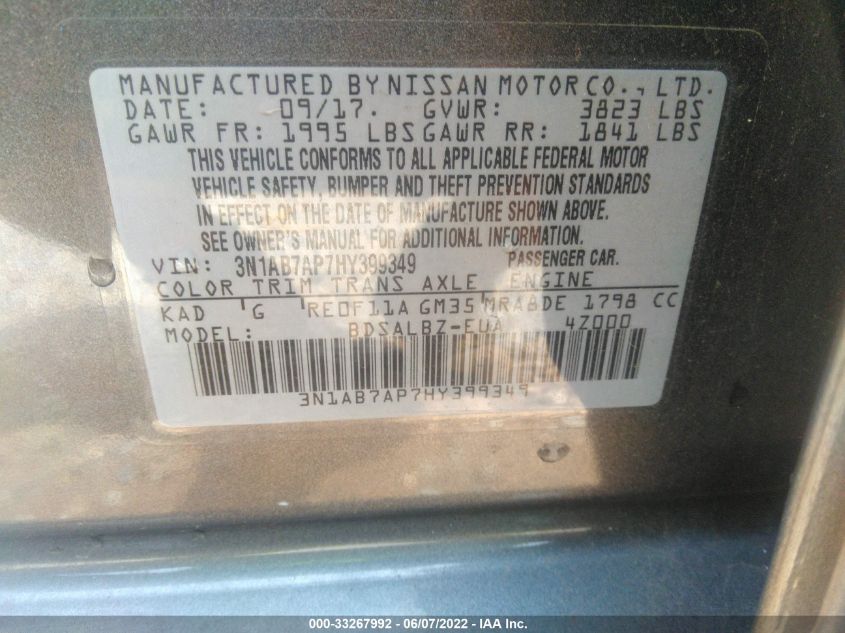 MANUFACTURED BY NISSAN MOTOR CO., LTD.
DATE: 09/17. GVWR: 3823 LBS
GAWR FR: 1995 LBS GAWR RR: 1841 LBS
THIS VEHICLE CONFORMS TO ALL APPLICABLE FEDERAL MOTOR
VEHICLE SAFETY, BUMPER AND THEFT PREVENTION STANDARDS
IN EFFECT ON THE DATE OF MANUFACTURE SHOWN ABOVE.
SEE OWNER'S MANUAL FOR ADDITIONAL INFORMATION.
VIN: 3N1AB7AP7HY399349 PASSENGER CAR.
COLOR TRIM TRANS AXLE ENGINE
KAD G RE0F11A GM35 MRA8DE 1798 CC
MODEL: BDSALBZ-EUA 4Z000
3N1AB7AP7HY399349
000-33267992 - 06/07/2022 - IAA Inc.